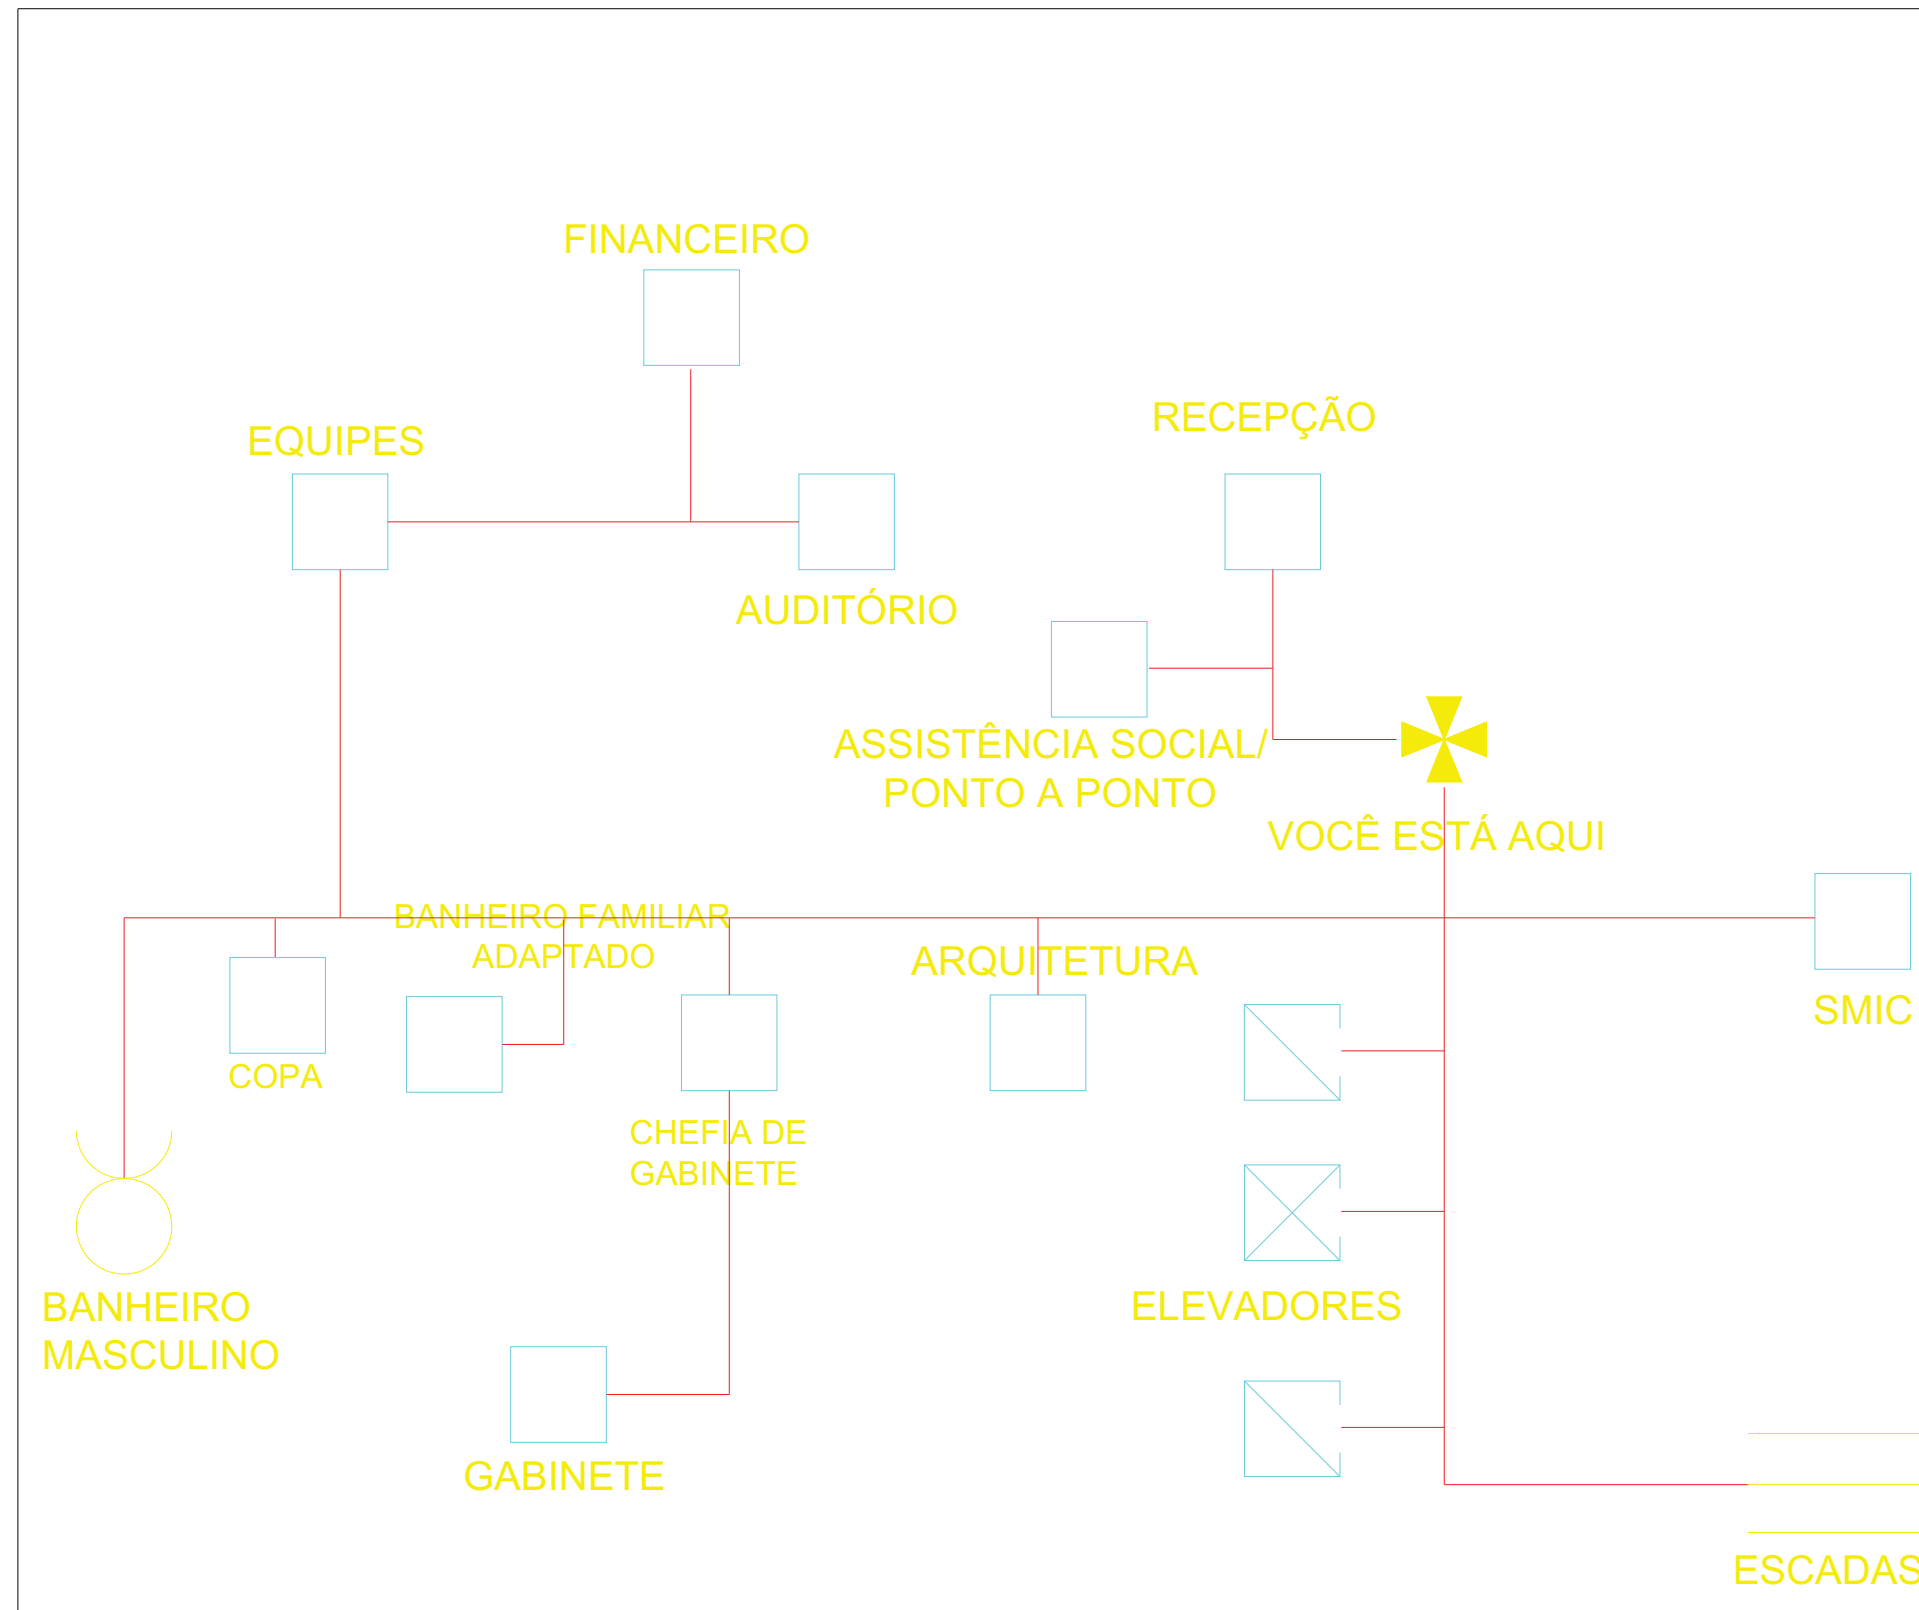 FINANCEIRO
RECEPÇÃO
EQUIPES
AUDITÓRIO
ASSISTÊNCIA SOCIAL/
PONTO A PONTO
VOCÊ ESTÁ AQUI
BANHEIRO FAMILIAR
ADAPTADO
ARQUITETURA
SMIC
COPA
CHEFIA DE
GABINETE
BANHEIRO
MASCULINO
ELEVADORES
GABINETE
ESCADAS